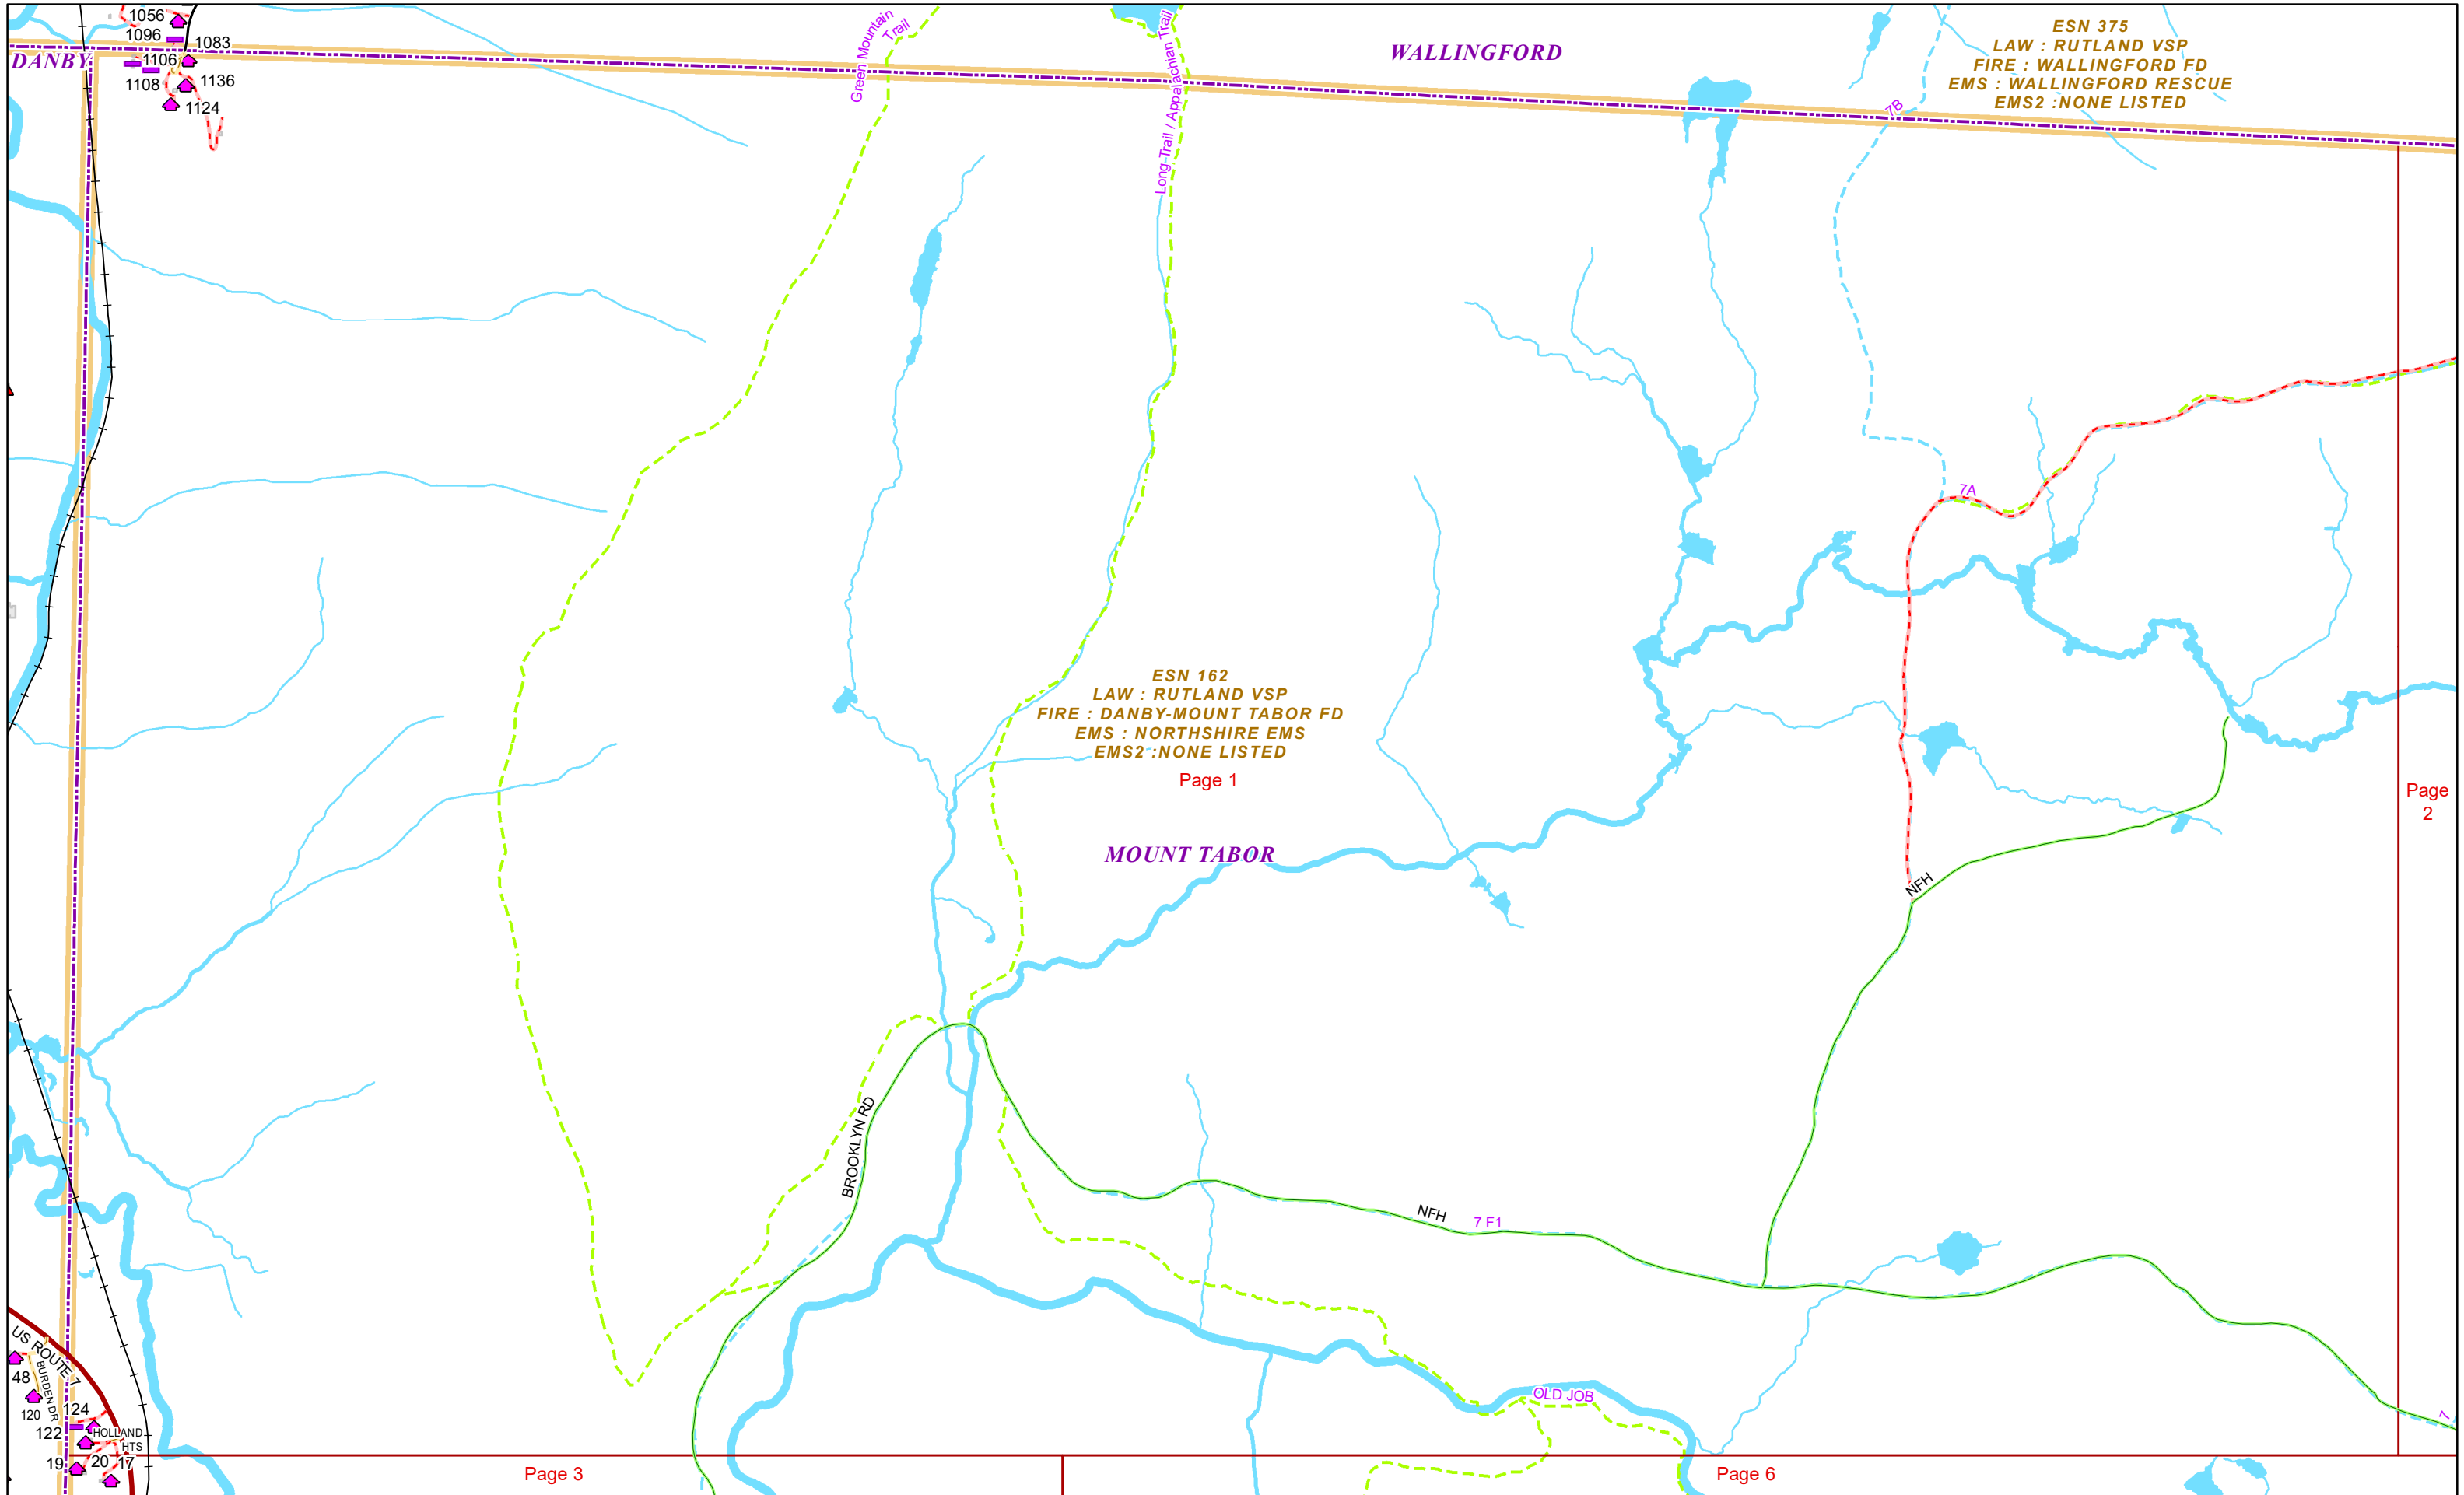 1056
1096
1083
DANBY
1106
1108
1136
1124
Green Mountain
Trail
Long Trail / Appalachian Trail
WALLINGFORD
ESN 375
LAW : RUTLAND VSP
FIRE : WALLINGFORD FD
EMS : WALLINGFORD RESCUE
EMS2 :NONE LISTED
7B
7A
ESN 162
LAW : RUTLAND VSP
FIRE : DANBY-MOUNT TABOR FD
EMS : NORTHSHIRE EMS
EMS2 :NONE LISTED
Page 1
Page
2
MOUNT TABOR
NFH
BROOKLYN RD
NFH
7 F1
US ROUTE 7
BURDEN DR
48
120
124
122
HOLLAND
HTS
19
20
17
OLD JOB
7
Page 3
Page 6